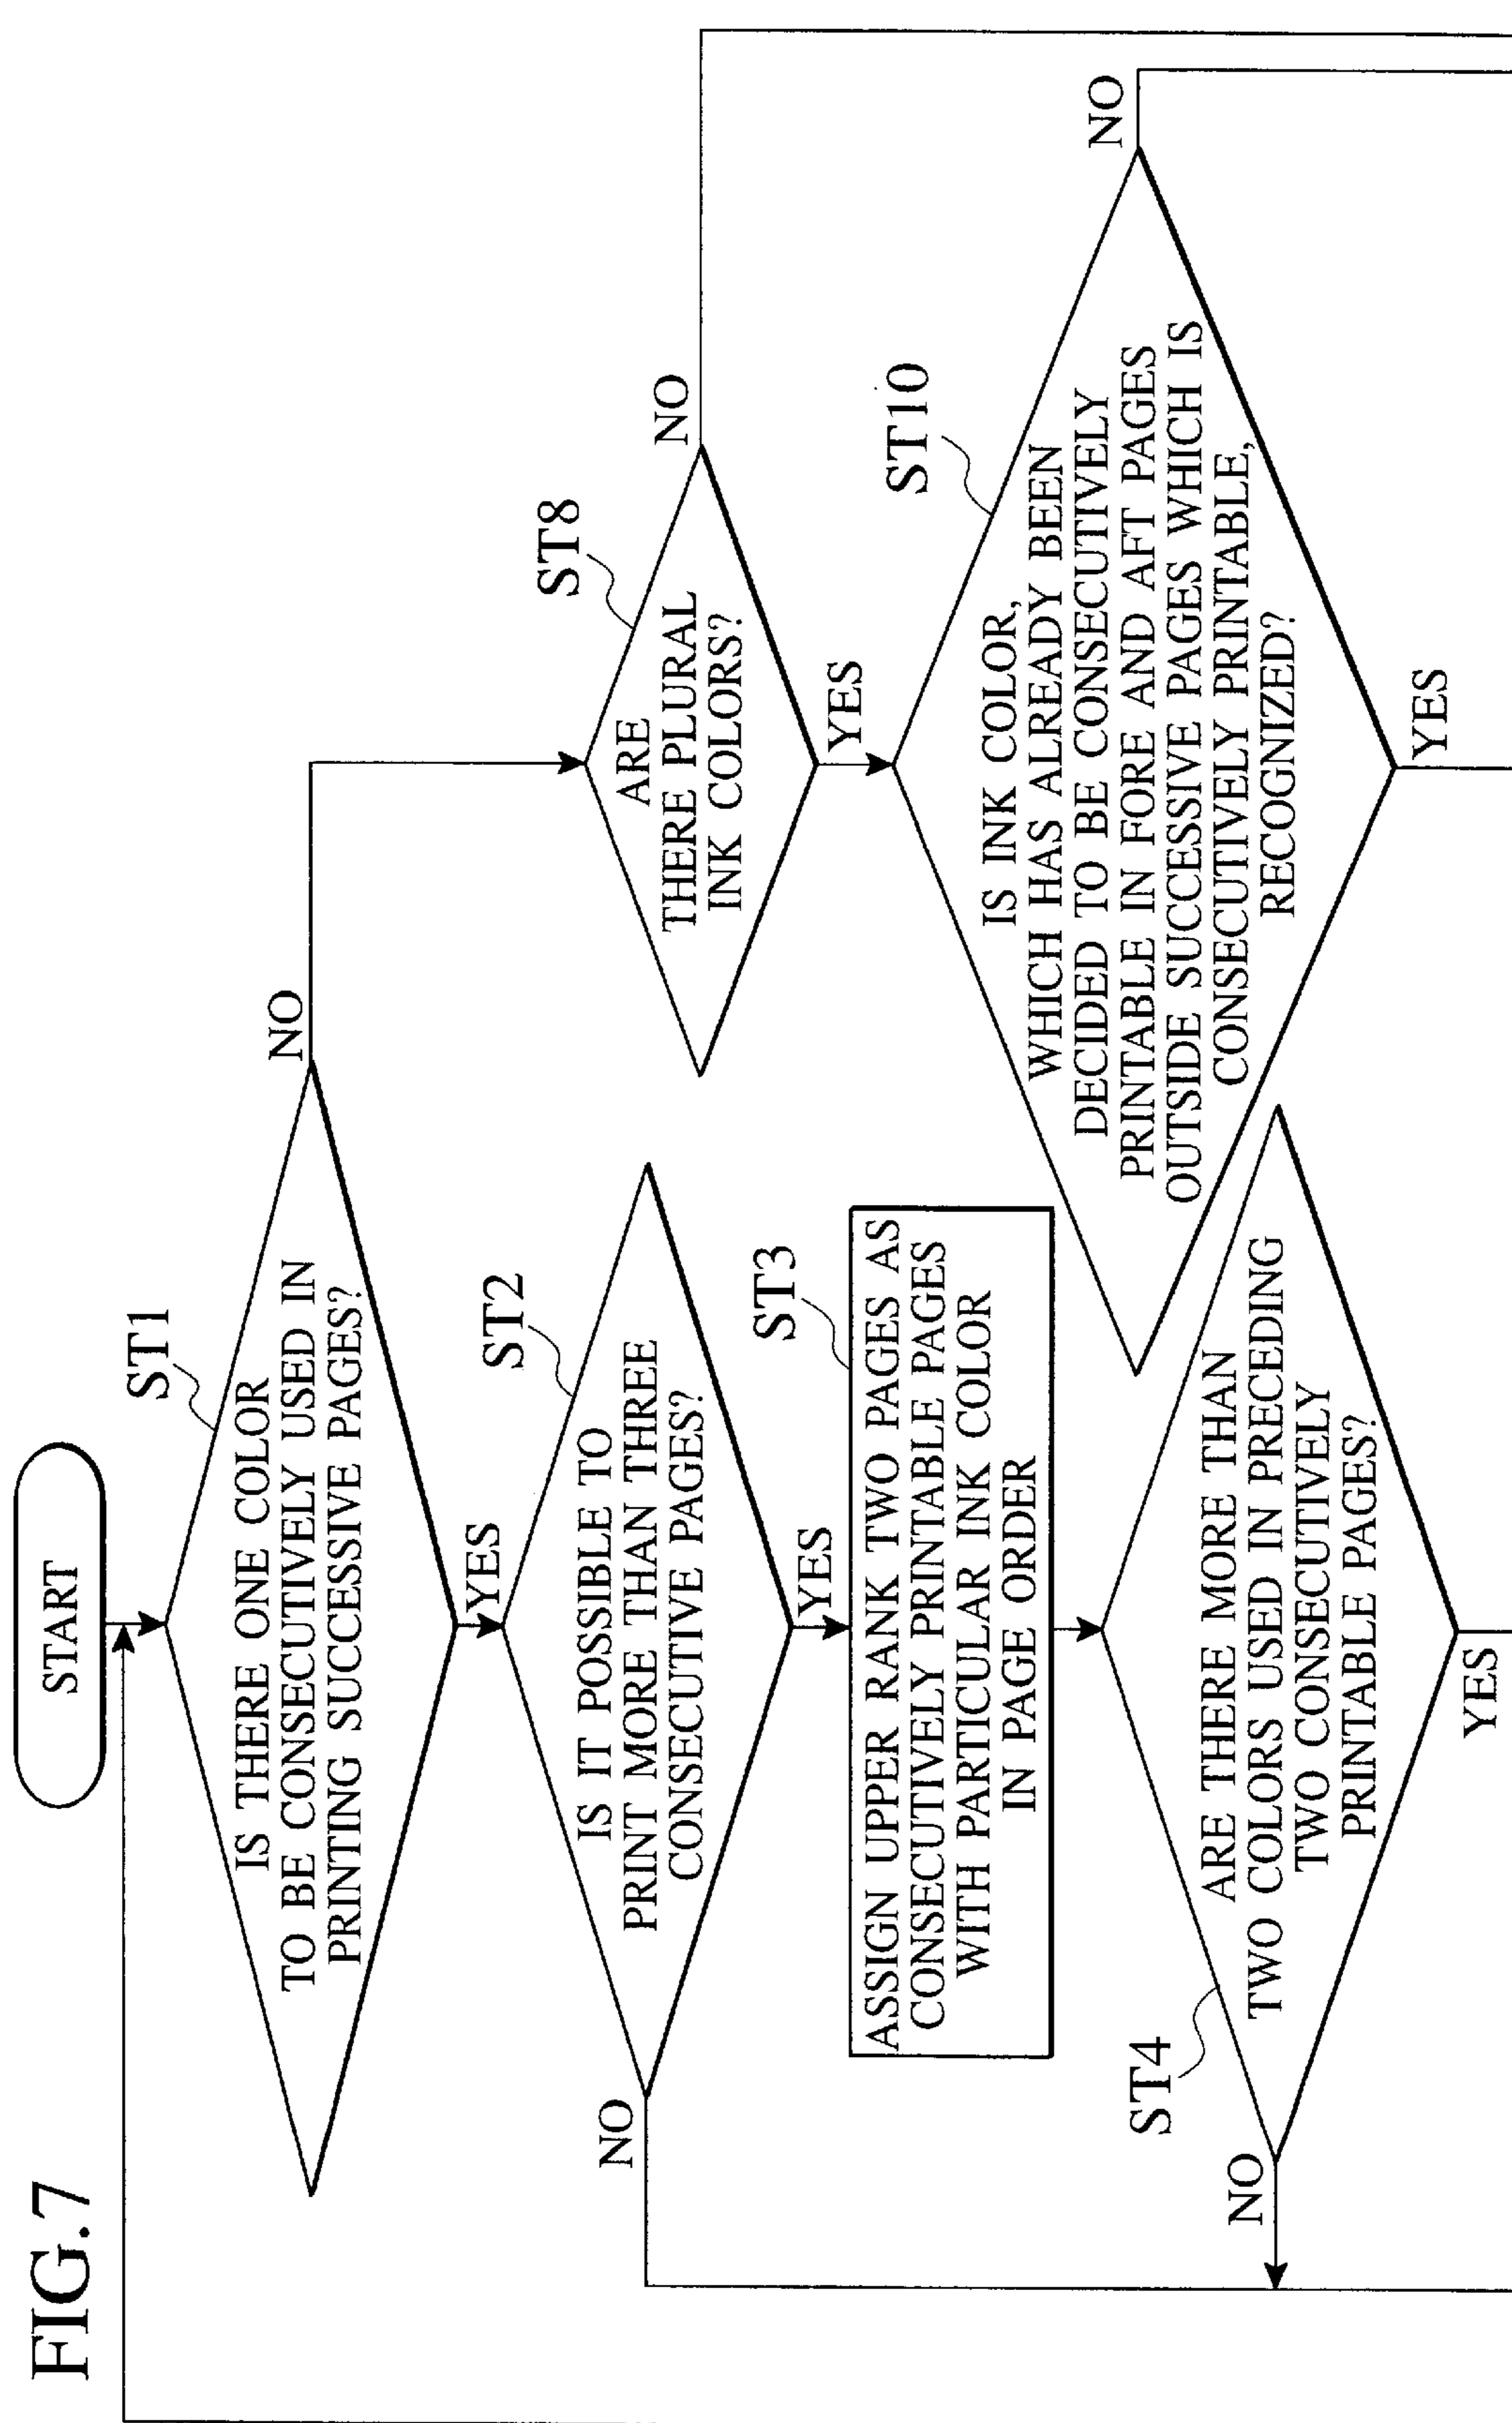 FIG.7
START
ST1
IS THERE ONE COLOR
TO BE CONSECUTIVELY USED IN
PRINTING SUCCESSIVE PAGES?
NO
YES
ST2
IS IT POSSIBLE TO
PRINT MORE THAN THREE
CONSECUTIVE PAGES?
NO
YES
ST3
ASSIGN UPPER RANK TWO PAGES AS
CONSECUTIVELY PRINTABLE PAGES
WITH PARTICULAR INK COLOR
IN PAGE ORDER
ST4
ARE THERE MORE THAN
TWO COLORS USED IN PRECEDING
TWO CONSECUTIVELY
PRINTABLE PAGES?
NO
YES
ST8
ARE
THERE PLURAL
INK COLORS?
NO
YES
ST10
IS INK COLOR,
WHICH HAS ALREADY BEEN
DECIDED TO BE CONSECUTIVELY
PRINTABLE IN FORE AND AFT PAGES
OUTSIDE SUCCESSIVE PAGES WHICH IS
CONSECUTIVELY PRINTABLE,
RECOGNIZED?
NO
YES